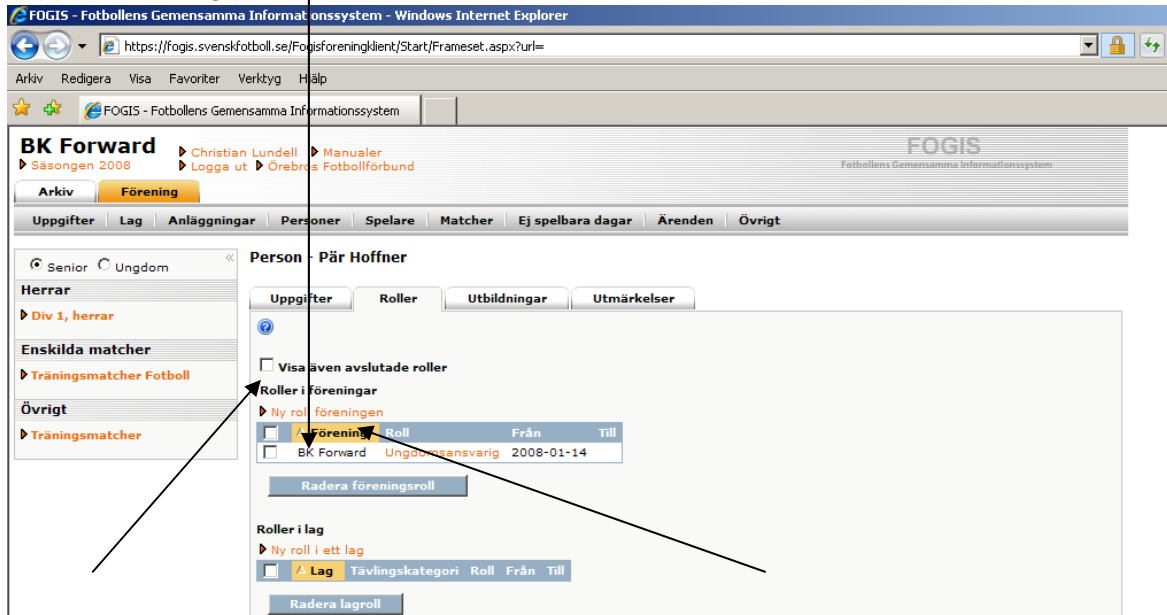 FOGIS - Fotbollens Gemensamma Informationssystem - Windows Internet Explorer
https://fogis.svenskfotboll.se/Fogisforeningklient/Start/Frameset.aspx?url=
Arkiv Redigera Visa Favoriter Verktyg Hjälp
FOGIS - Fotbollens Gemensamma Informationssystem
BK Forward Christian Lundell Manualer
Säsongen 2008 Logga ut Örebros Fotbollförbund
FOGIS
Fotbollens Gemensamma Informationssystem
Arkiv Förening
Uppgifter Lag Anläggningar Personer Spelare Matcher Ej spelbara dagar Ärenden Övrigt
Senior Ungdom «
Herrar
Div 1, herrar
Enskilda matcher
Träningsmatcher Fotboll
Övrigt
Träningsmatcher
Person - Pär Hoffner
Uppgifter Roller Utbildningar Utmärkelser
Visa även avslutade roller
Roller i föreningar
Ny roll föreningen
Förening Roll Från Till
BK Forward Ungdomsansvarig 2008-01-14
Radera föreningsroll
Roller i lag
Ny roll i ett lag
Lag Tävlingskategori Roll Från Till
Radera lagroll